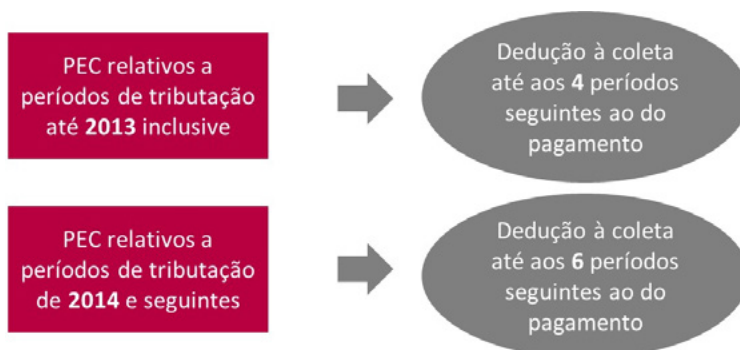 PEC relativos a
períodos de tributação
até 2013 inclusive
Dedução à coleta
até aos 4 períodos
seguintes ao do
pagamento
PEC relativos a
períodos de tributação
de 2014 e seguintes
Dedução à coleta
até aos 6 períodos
seguintes ao do
pagamento